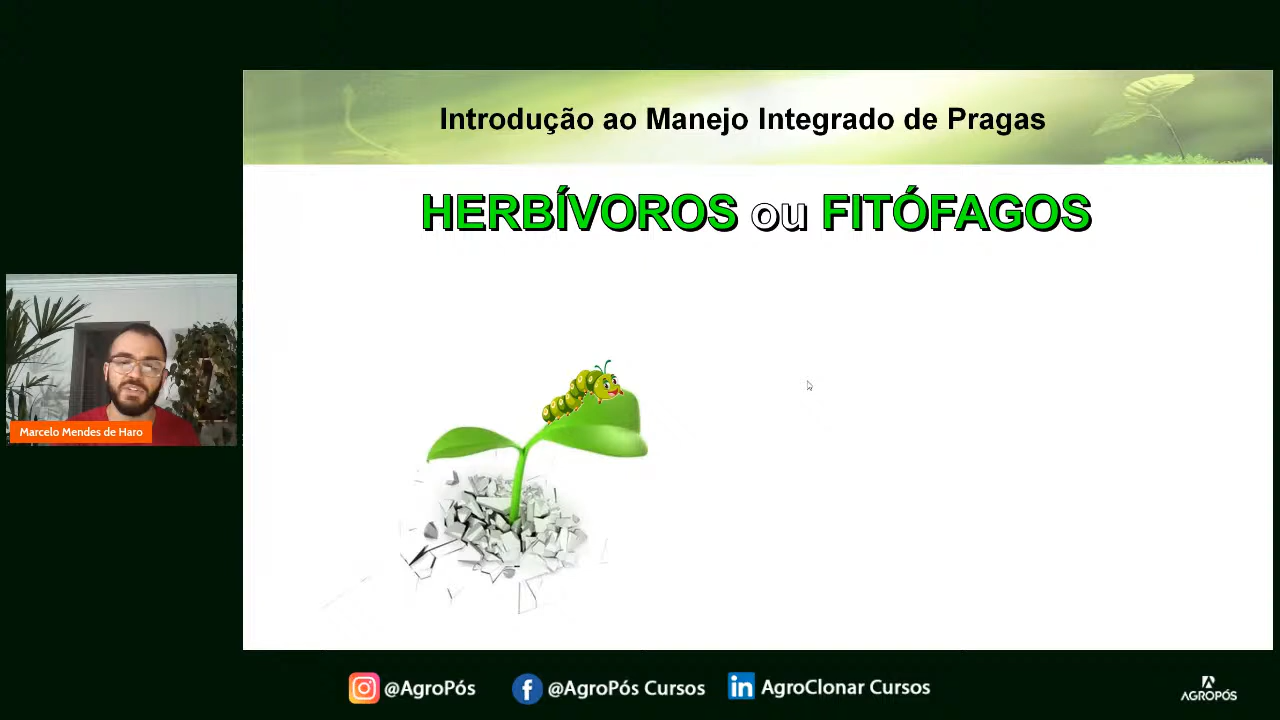 Introdução ao Manejo Integrado de Pragas
HERBÍVOROS ou FITÓFAGOS
Marcelo Mendes de Haro
@AgroPós
@AgroPós Cursos
AgroClonar Cursos
AGROPÓS